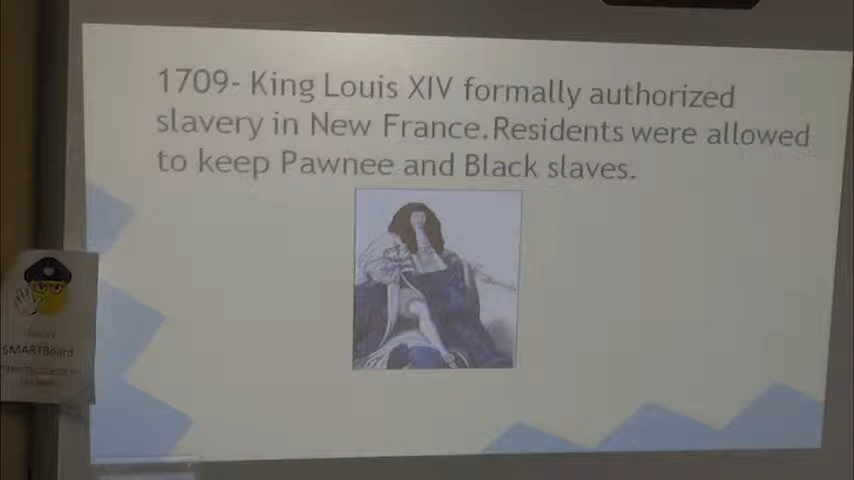 1709- King Louis XIV formally authorized
slavery in New France.Residents were allowed
to keep Pawnee and Black slaves.
SMARTBoard